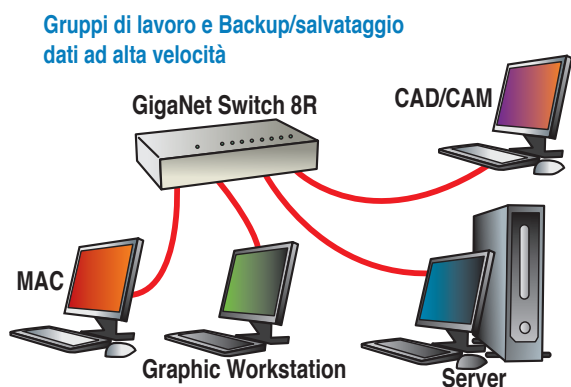 Gruppi di lavoro e Backup/salvataggio
dati ad alta velocità
GigaNet Switch 8R
CAD/CAM
MAC
Graphic Workstation
Server